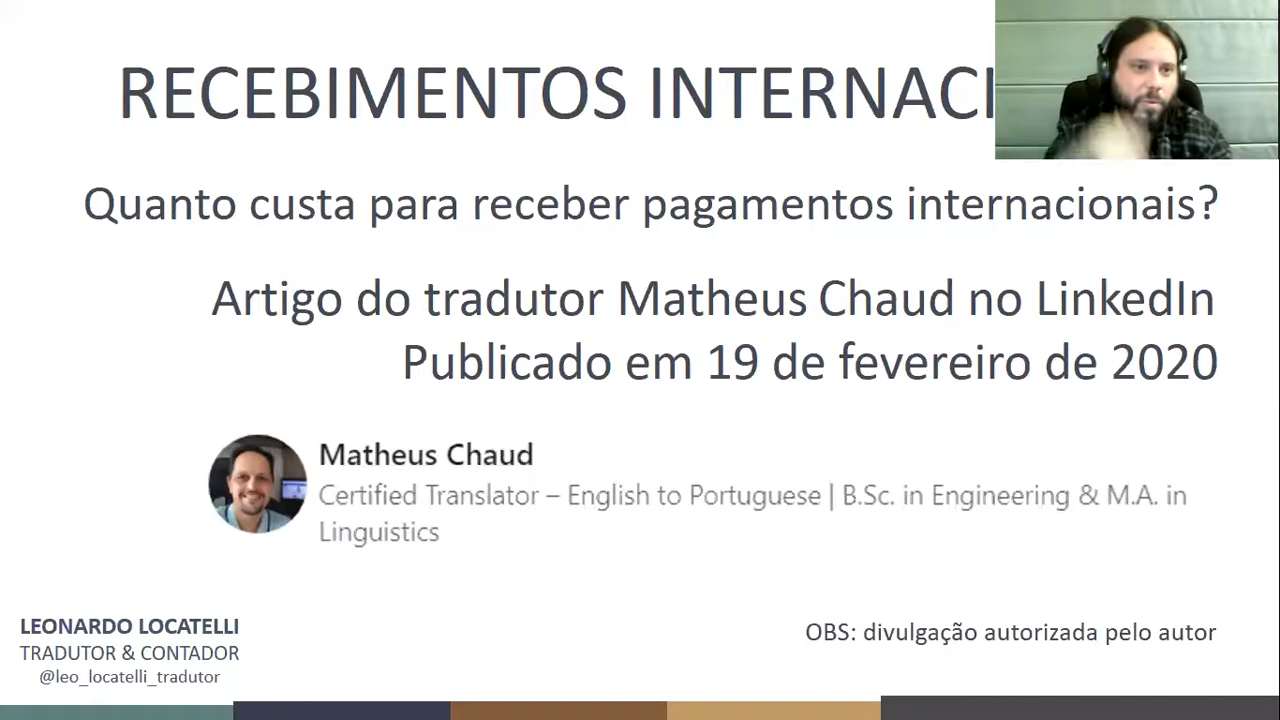 RECEBIMENTOS INTERNACI
Quanto custa para receber pagamentos internacionais?
Artigo do tradutor Matheus Chaud no LinkedIn
Publicado em 19 de fevereiro de 2020
Matheus Chaud
Certified Translator – English to Portuguese | B.Sc. in Engineering & M.A. in
Linguistics
LEONARDO LOCATELLI
TRADUTOR & CONTADOR
@leo_locatelli_tradutor
OBS: divulgação autorizada pelo autor